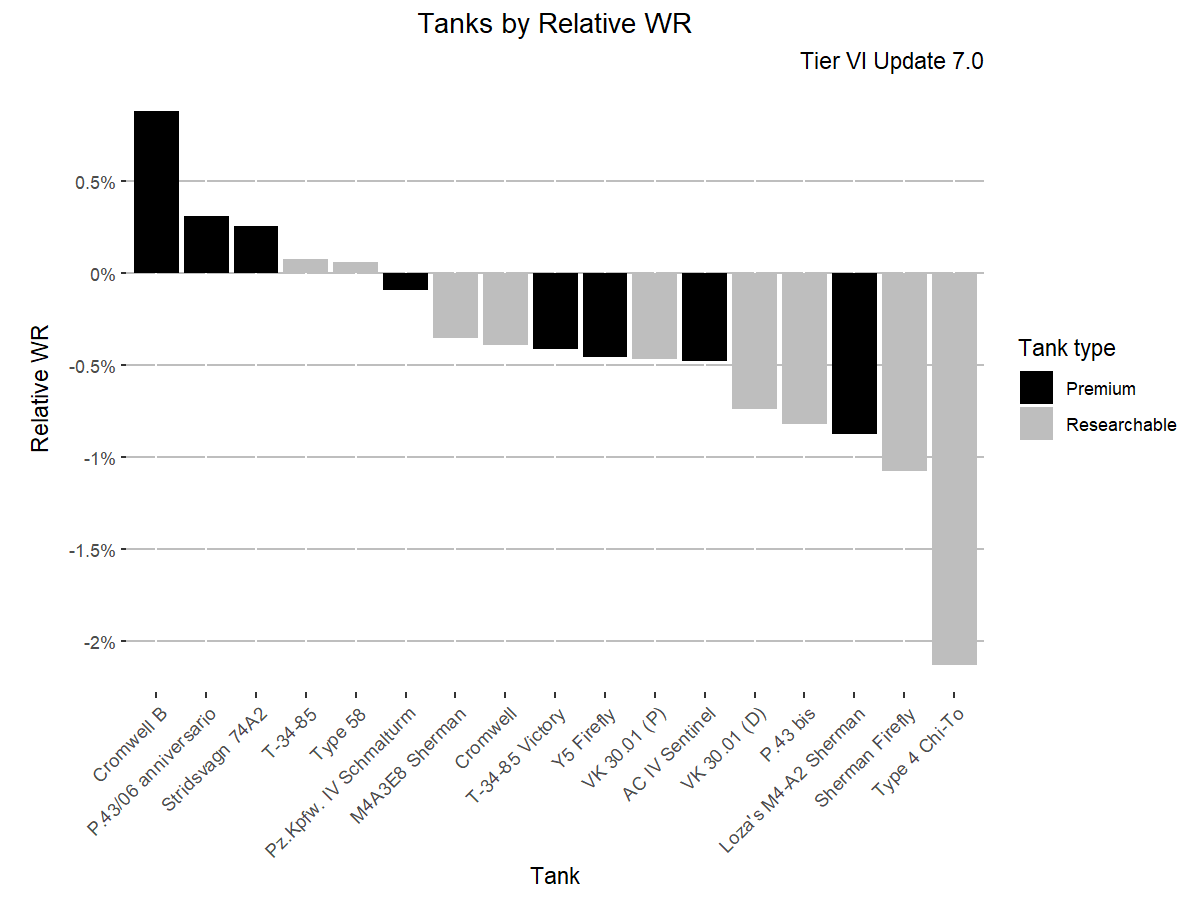 Tanks by Relative WR
Tier VI Update 7.0
0.5%
0%
-0.5%
-1%
-1.5%
-2%
Relative WR
Cromwell B
P.43/06 anniversario
Stridsvagn 74A2
T-34-85
Type 58
Pz.Kpfw. IV Schmalturm
M4A3E8 Sherman
Cromwell
T-34-85 Victory
Y5 Firefly
VK 30.01 (P)
AC IV Sentinel
VK 30.01 (D)
P.43 bis
Loza's M4-A2 Sherman
Sherman Firefly
Type 4 Chi-To
Tank
Tank type
Premium
Researchable